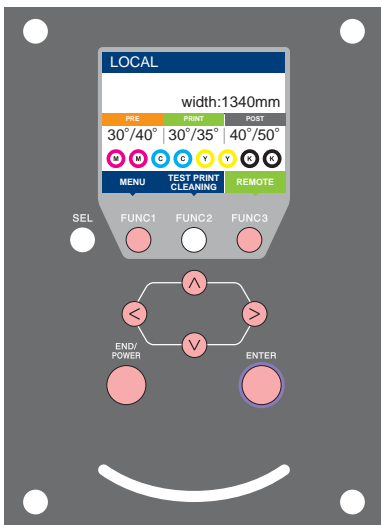 LOCAL
width:1340mm
PRE PRINT POST
30°/40° 30°/35° 40°/50°
M M C C Y Y K K
MENU TEST PRINT CLEANING REMOTE
SEL FUNC1 FUNC2 FUNC3
< ∧ > ∨
END/
POWER
ENTER